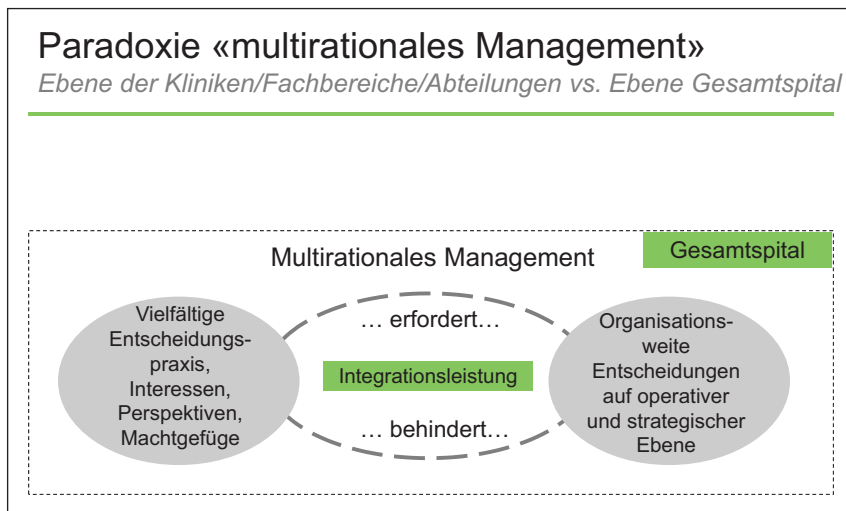 Paradoxie «multirationales Management»
Ebene der Kliniken/Fachbereiche/Abteilungen vs. Ebene Gesamtspital
Multirationales Management
Gesamtspital
Vielfältige
Entscheidungs-
praxis,
Interessen,
Perspektiven,
Machtgefüge
… erfordert…
Integrationsleistung
… behindert…
Organisations-
weite
Entscheidungen
auf operativer
und strategischer
Ebene